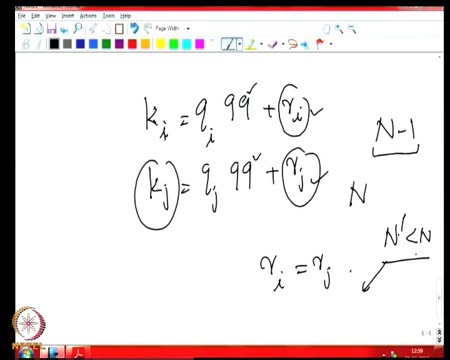 File Edit View Insert Actions Tools Help
Page Width
k_i = q_i 99 + r_i
N-1
k_j = q_j 99 + r_j
N
N' < N
r_i = r_j .
12:59